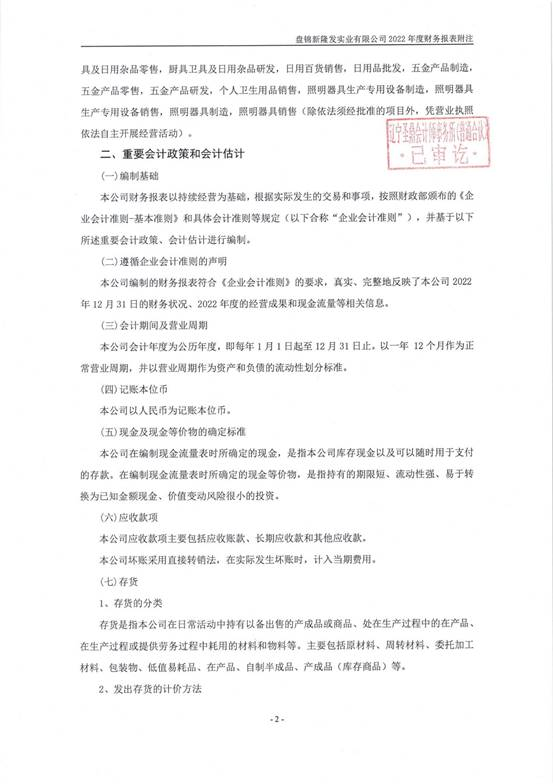 盘锦新隆发实业有限公司 2022 年度财务报表附注
具及日用杂品零售，厨具卫具及日用杂品研发，日用百货销售，日用品批发，五金产品制造，
五金产品零售，五金产品研发，个人卫生用品销售，照明器具生产专用设备制造，照明器具
生产专用设备销售，照明器具制造，照明器具销售（除依法须经批准的项目外，凭营业执照
依法自主开展经营活动）。
辽宁圣鼎会计师事务所(普通合伙)
·已审讫·
二、重要会计政策和会计估计
(一)编制基础
本公司财务报表以持续经营为基础，根据实际发生的交易和事项，按照财政部颁布的《企
业会计准则-基本准则》和具体会计准则等规定（以下合称“企业会计准则”），并基于以下
所述重要会计政策、会计估计进行编制。
(二)遵循企业会计准则的声明
本公司编制的财务报表符合《企业会计准则》的要求，真实、完整地反映了本公司 2022
年 12 月 31 日的财务状况、2022 年度的经营成果和现金流量等相关信息。
(三)会计期间及营业周期
本公司会计年度为公历年度，即每年 1 月 1 日起至 12 月 31 日止。以一年 12 个月作为正
常营业周期，并以营业周期作为资产和负债的流动性划分标准。
(四)记账本位币
本公司以人民币为记账本位币。
(五)现金及现金等价物的确定标准
本公司在编制现金流量表时所确定的现金，是指本公司库存现金以及可以随时用于支付
的存款。在编制现金流量表时所确定的现金等价物，是指持有的期限短、流动性强、易于转
换为已知金额现金、价值变动风险很小的投资。
(六)应收款项
本公司应收款项主要包括应收账款、长期应收款和其他应收款。
本公司坏账采用直接转销法，在实际发生坏账时，计入当期费用。
(七)存货
1、存货的分类
存货是指本公司在日常活动中持有以备出售的产成品或商品、处在生产过程中的在产品、
在生产过程或提供劳务过程中耗用的材料和物料等。主要包括原材料、周转材料、委托加工
材料、包装物、低值易耗品、在产品、自制半成品、产成品（库存商品）等。
2、发出存货的计价方法
- 2 -